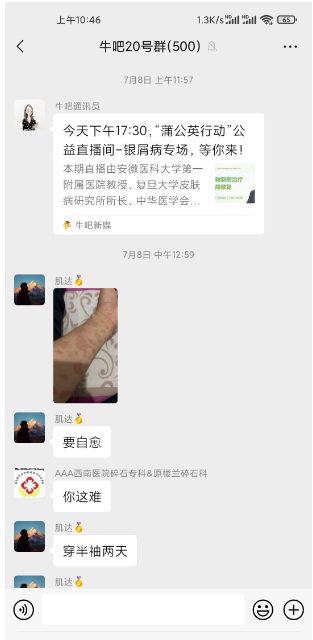 上午10:46
1.3K/s
65
牛吧20号群(500)
7月8日 上午11:57
牛吧通讯员
今天下午17:30,“蒲公英行动”公
益直播间-银屑病专场，等你来！
本期直播由安徽医科大学第一
附属医院教授、复旦大学皮肤
病研究所所长、中华医学会...
牛吧新媒
7月8日 中午12:59
肌达
肌达
要自愈
AAA西南医院碎石专科&原楼兰碎石科
你这难
肌达
穿半袖两天
肌达